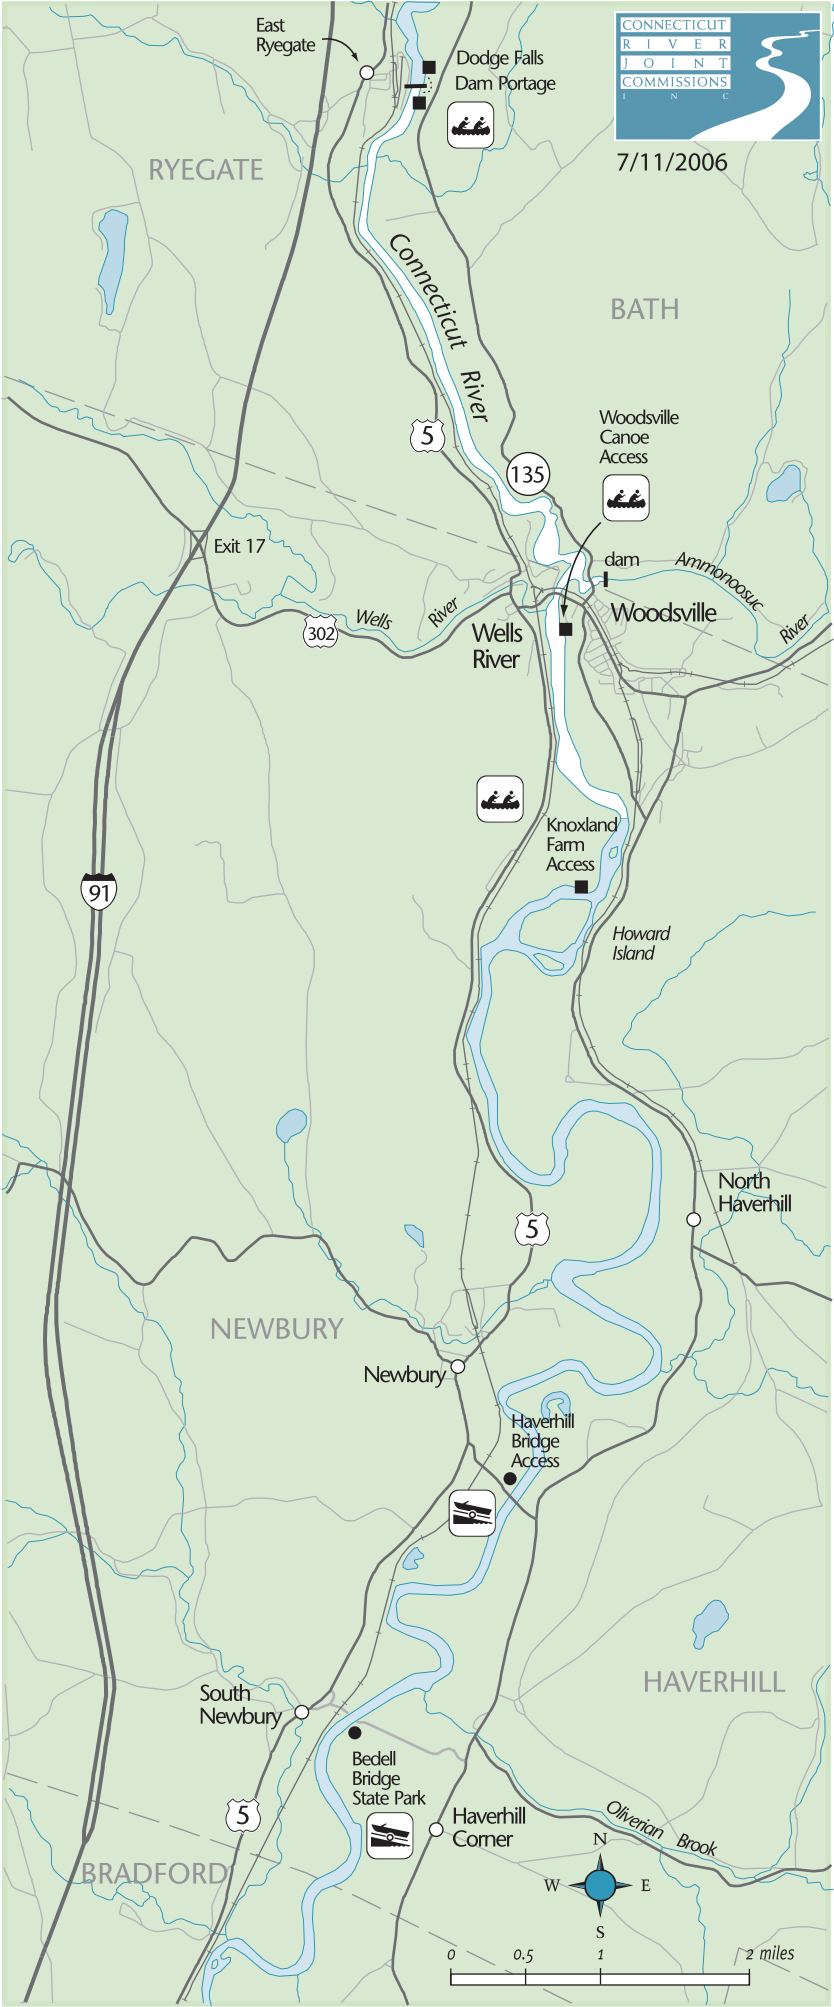 East
Ryegate
Dodge Falls
Dam Portage
CONNECTICUT
RIVER
JOINT
COMMISSIONS
INC
7/11/2006
RYEGATE
Connecticut River
BATH
Woodsville
Canoe
Access
5
135
Exit 17
dam
Ammonoosuc
River
Wells River
302
Woodsville
Wells
River
Knoxland
Farm
Access
91
Howard
Island
North
Haverhill
5
NEWBURY
Newbury
Haverhill
Bridge
Access
HAVERHILL
South
Newbury
Bedell
Bridge
State Park
5
Haverhill
Corner
Oliverian Brook
BRADFORD
N
W E
S
0 0.5 1 2 miles